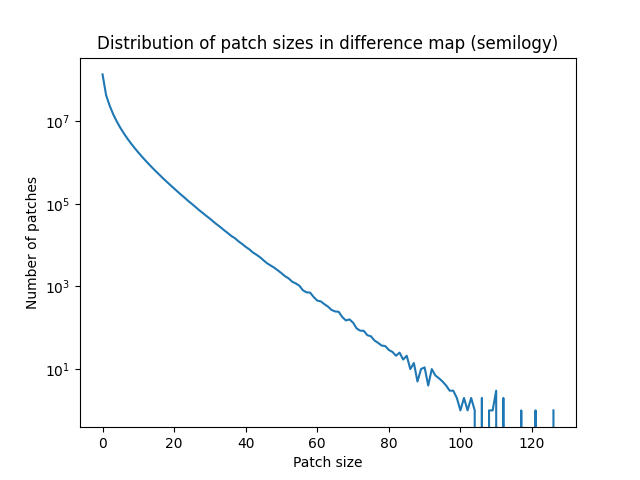 Distribution of patch sizes in difference map (semilogy)
Number of patches
10^7
10^5
10^3
10^1
0 20 40 60 80 100 120
Patch size